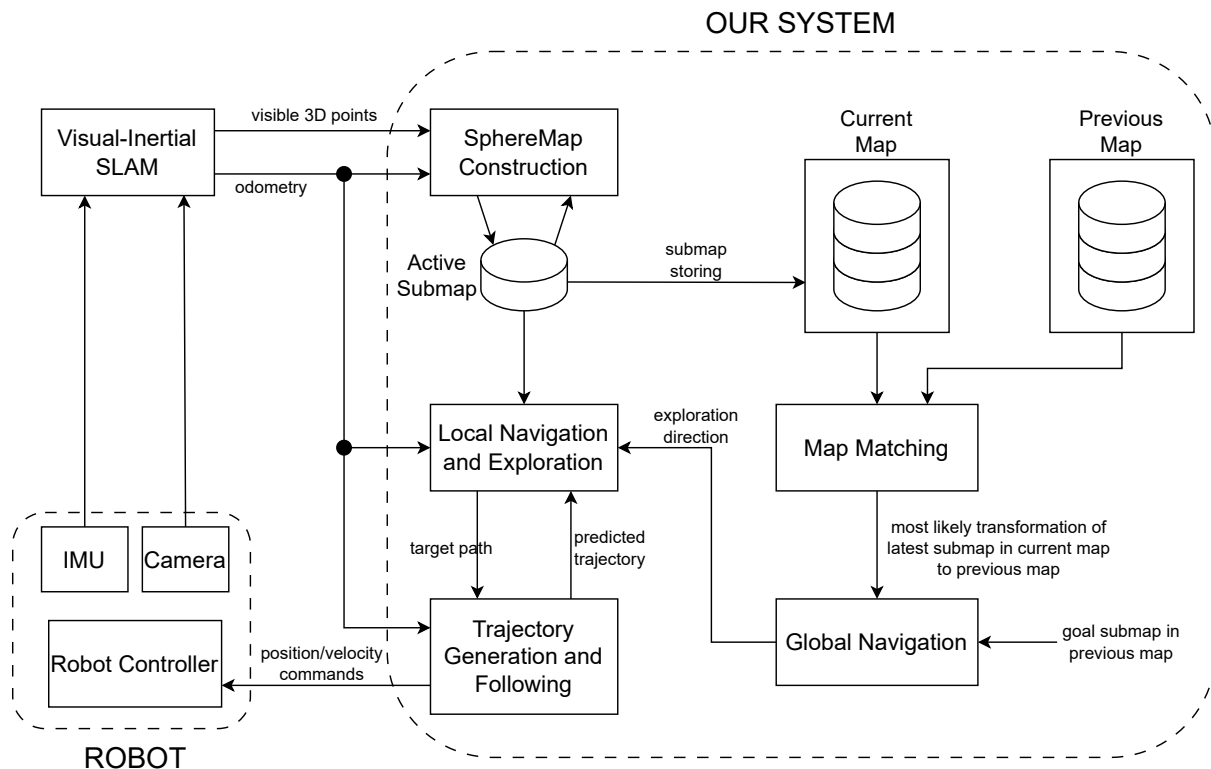 OUR SYSTEM
visible 3D points
Visual-Inertial
SLAM
odometry
SphereMap
Construction
Current
Map
Previous
Map
Active
Submap
submap
storing
exploration
direction
Local Navigation
and Exploration
Map Matching
target path
predicted
trajectory
most likely transformation of
latest submap in current map
to previous map
IMU
Camera
Robot Controller
position/velocity
commands
Trajectory
Generation and
Following
Global Navigation
goal submap in
previous map
ROBOT